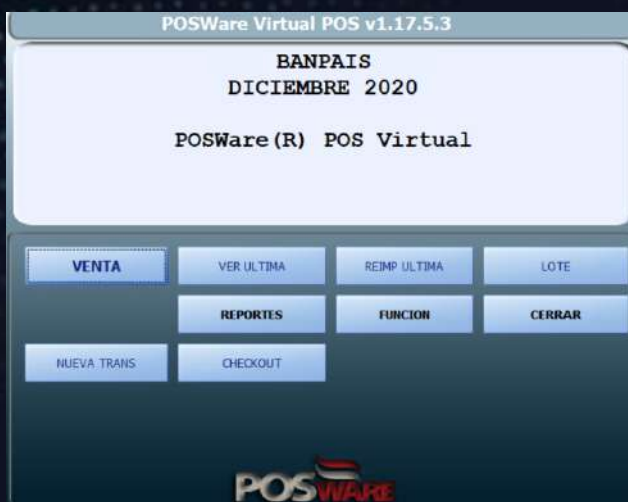 POSWare Virtual POS v1.17.5.3
BANPAIS
DICIEMBRE 2020
POSWare(R) POS Virtual
VENTA
VER ULTIMA
REIMP ULTIMA
LOTE
REPORTES
FUNCION
CERRAR
NUEVA TRANS
CHECKOUT
POSWARE